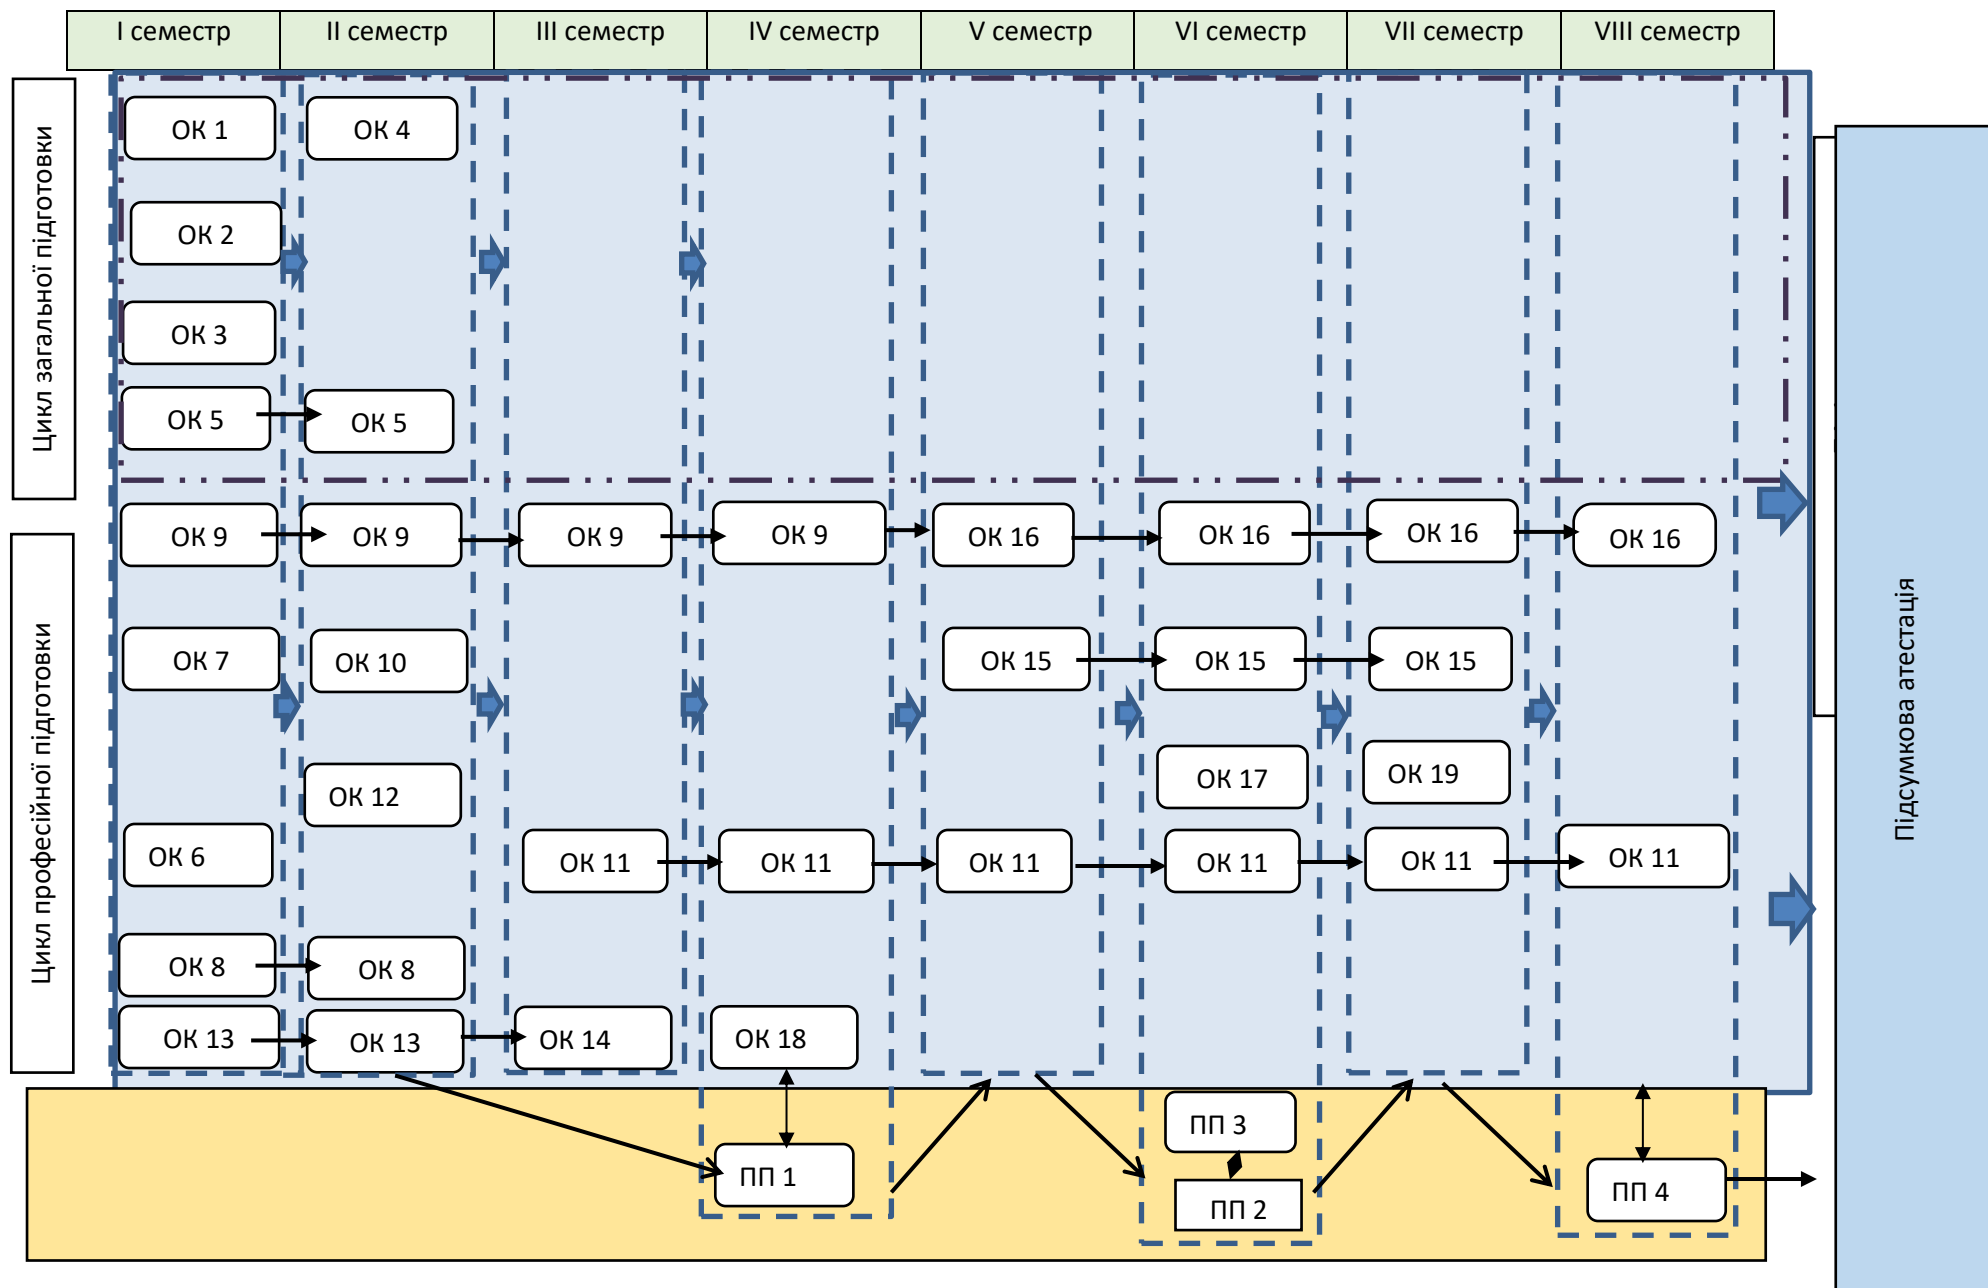 І семестр
ІІ семестр
ІІІ семестр
IV семестр
V семестр
VI семестр
VII семестр
VIII семестр
Цикл загальної підготовки
ОК 1
ОК 4
ОК 2
ОК 3
ОК 5
ОК 5
Цикл професійної підготовки
ОК 9
ОК 9
ОК 9
ОК 9
ОК 16
ОК 16
ОК 16
ОК 16
ОК 7
ОК 10
ОК 15
ОК 15
ОК 15
ОК 12
ОК 17
ОК 19
ОК 6
ОК 11
ОК 11
ОК 11
ОК 11
ОК 11
ОК 11
ОК 8
ОК 8
ОК 13
ОК 13
ОК 14
ОК 18
ПП 3
ПП 1
ПП 2
ПП 4
Підсумкова атестація